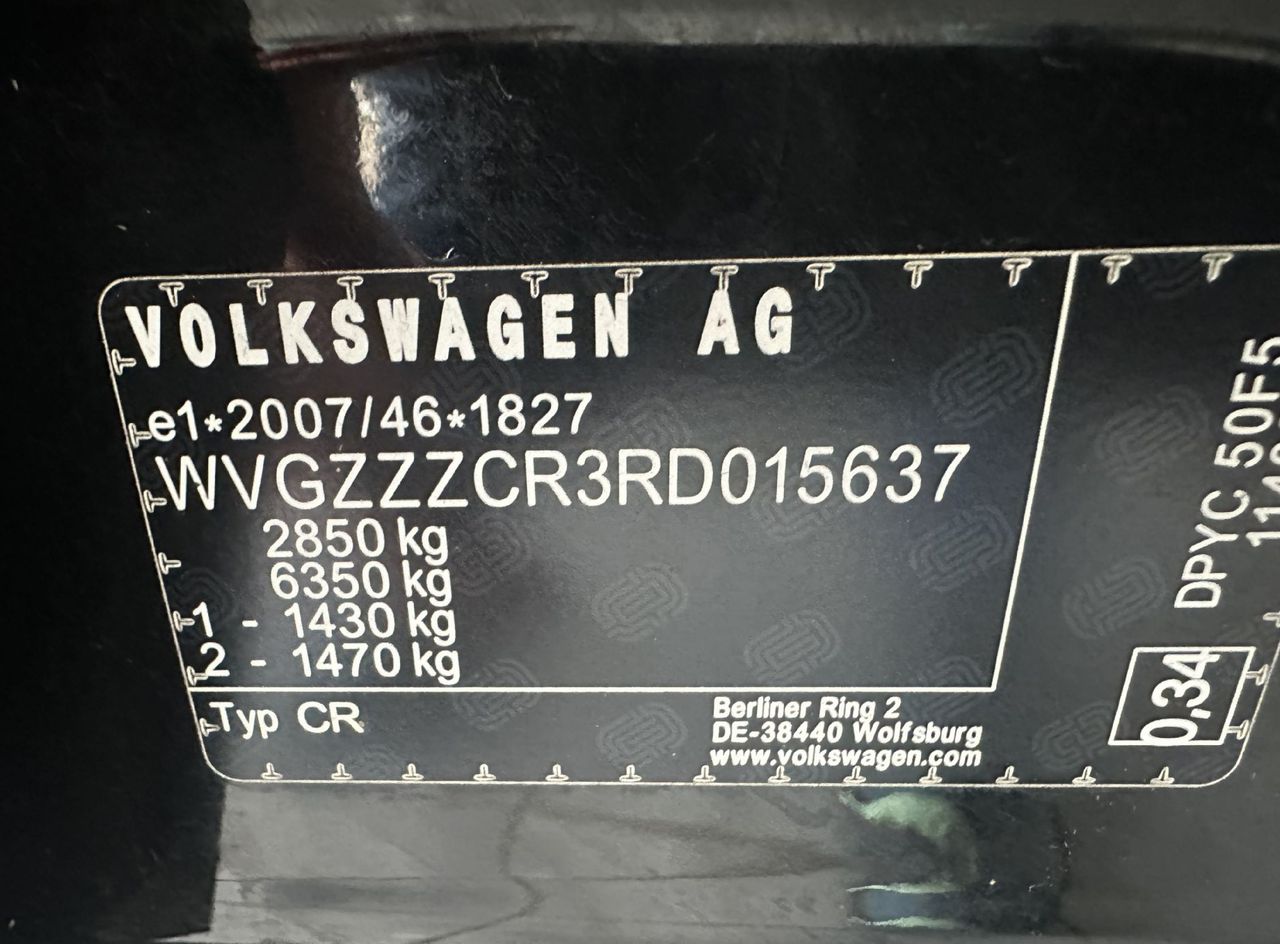 VOLKSWAGEN AG
e1*2007/46*1827
WVGZZZCR3RD015637
2850 kg
6350 kg
1 - 1430 kg
2 - 1470 kg
Typ CR
Berliner Ring 2
DE-38440 Wolfsburg
www.volkswagen.com
DPYC 50F5
0,34